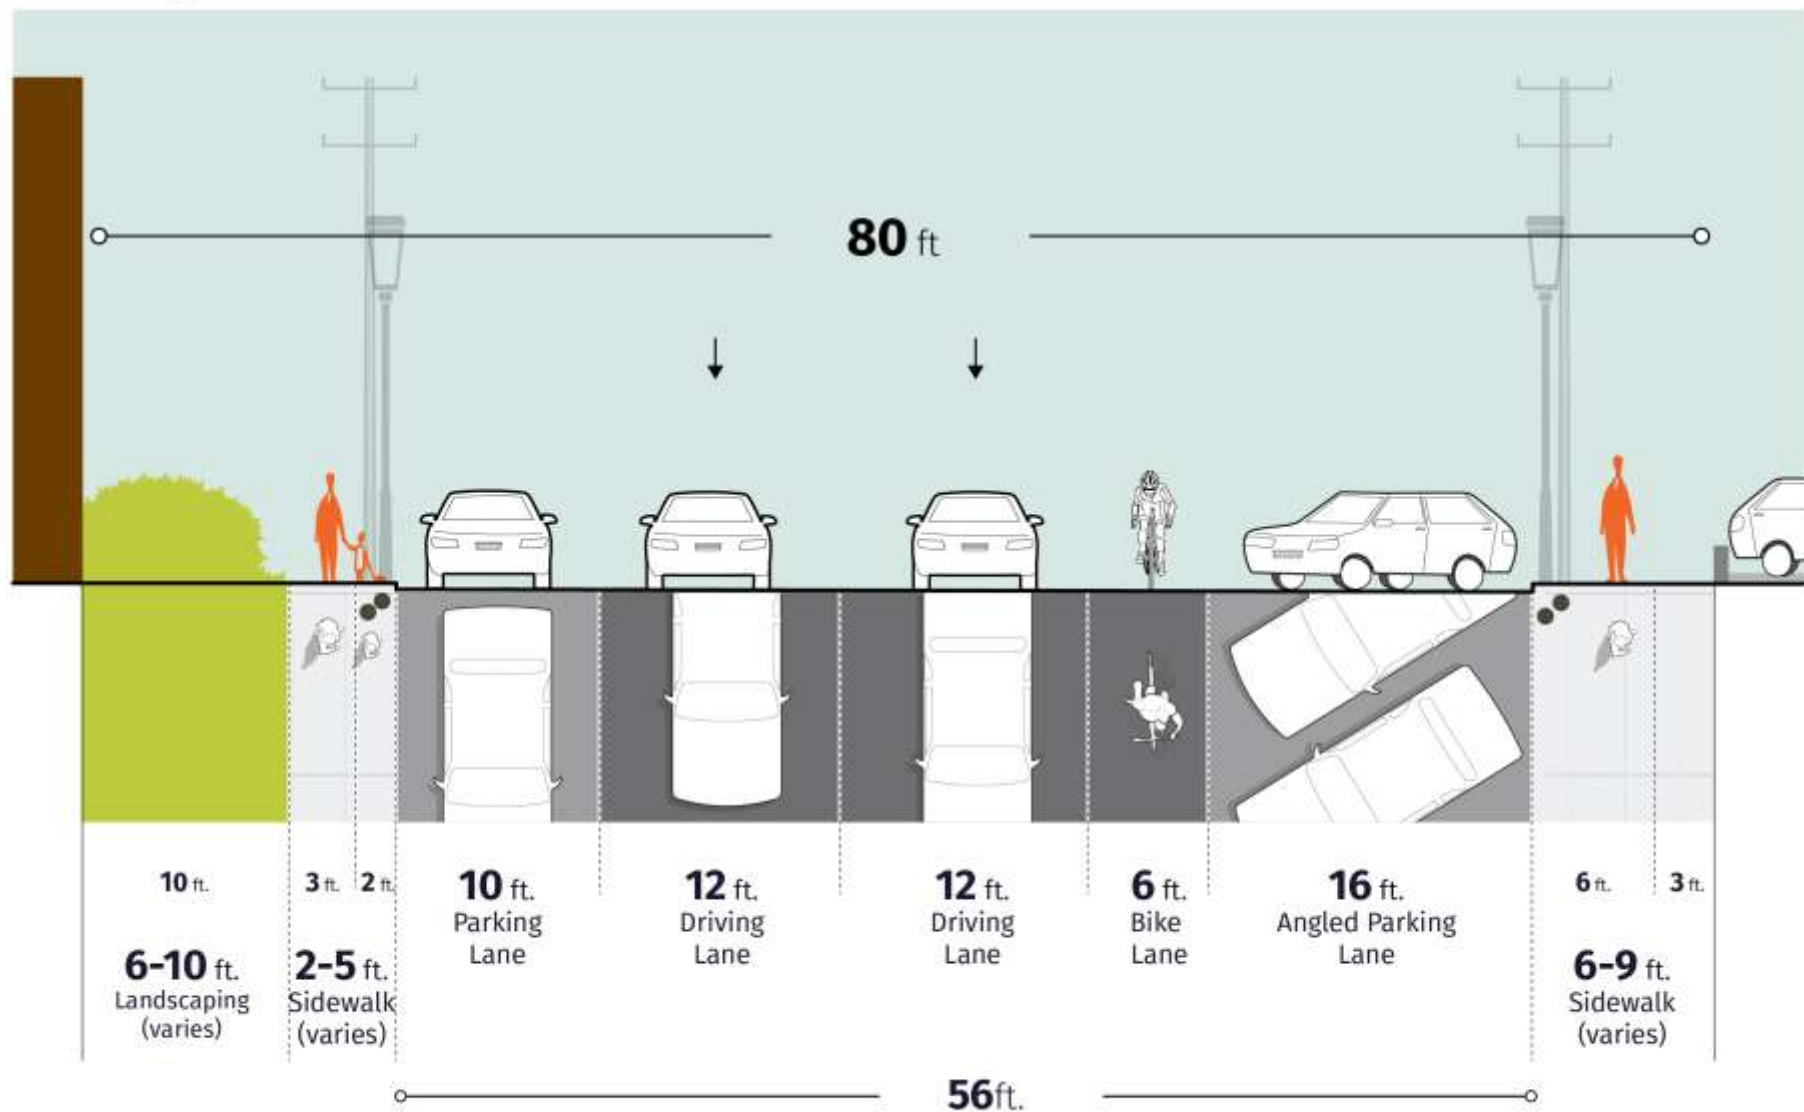 80 ft
10 ft.
3 ft.
2 ft.
10 ft.
Parking
Lane
12 ft.
Driving
Lane
12 ft.
Driving
Lane
6 ft.
Bike
Lane
16 ft.
Angled Parking
Lane
6 ft.
3 ft.
6-10 ft.
Landscaping
(varies)
2-5 ft.
Sidewalk
(varies)
6-9 ft.
Sidewalk
(varies)
56ft.